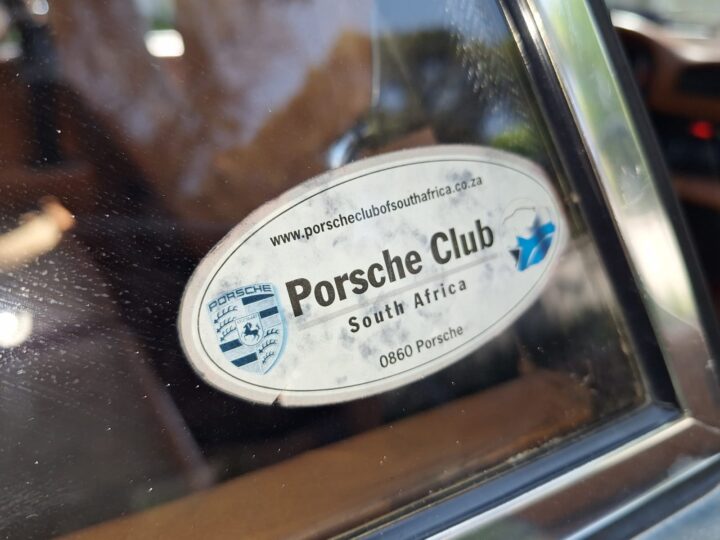 www.porscheclubofsouthafrica.co.za
Porsche Club
South Africa
0860 Porsche
PORSCHE